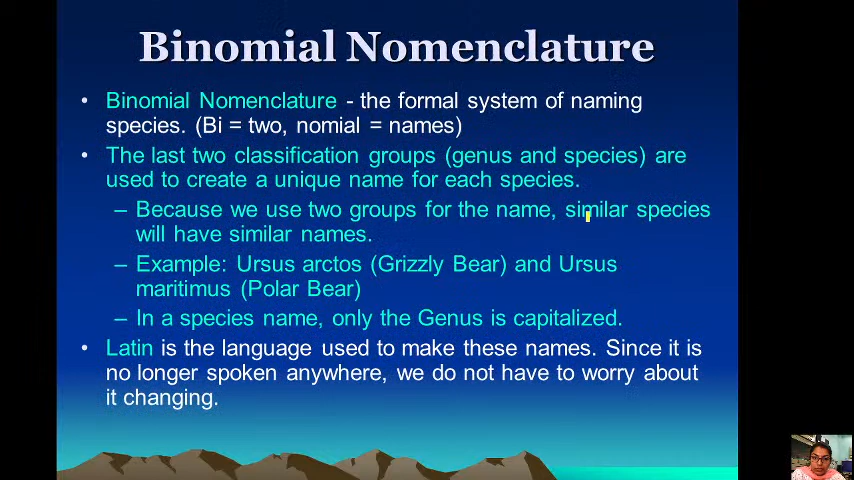 Binomial Nomenclature
• Binomial Nomenclature - the formal system of naming
species. (Bi = two, nomial = names)
• The last two classification groups (genus and species) are
used to create a unique name for each species.
– Because we use two groups for the name, similar species
will have similar names.
– Example: Ursus arctos (Grizzly Bear) and Ursus
maritimus (Polar Bear)
– In a species name, only the Genus is capitalized.
• Latin is the language used to make these names. Since it is
no longer spoken anywhere, we do not have to worry about
it changing.